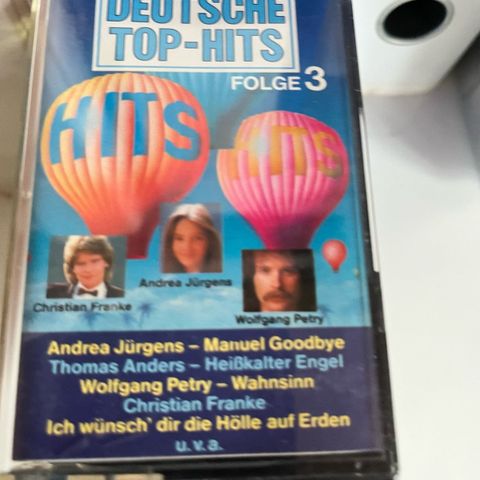 DEUTSCHE
TOP-HITS
FOLGE 3
HITS
HITS
Andrea Jürgens
Christian Franke
Wolfgang Petry
Andrea Jürgens – Manuel Goodbye
Thomas Anders – Heißkalter Engel
Wolfgang Petry – Wahnsinn
Christian Franke
Ich wünsch' dir die Hölle auf Erden
u.v.a.